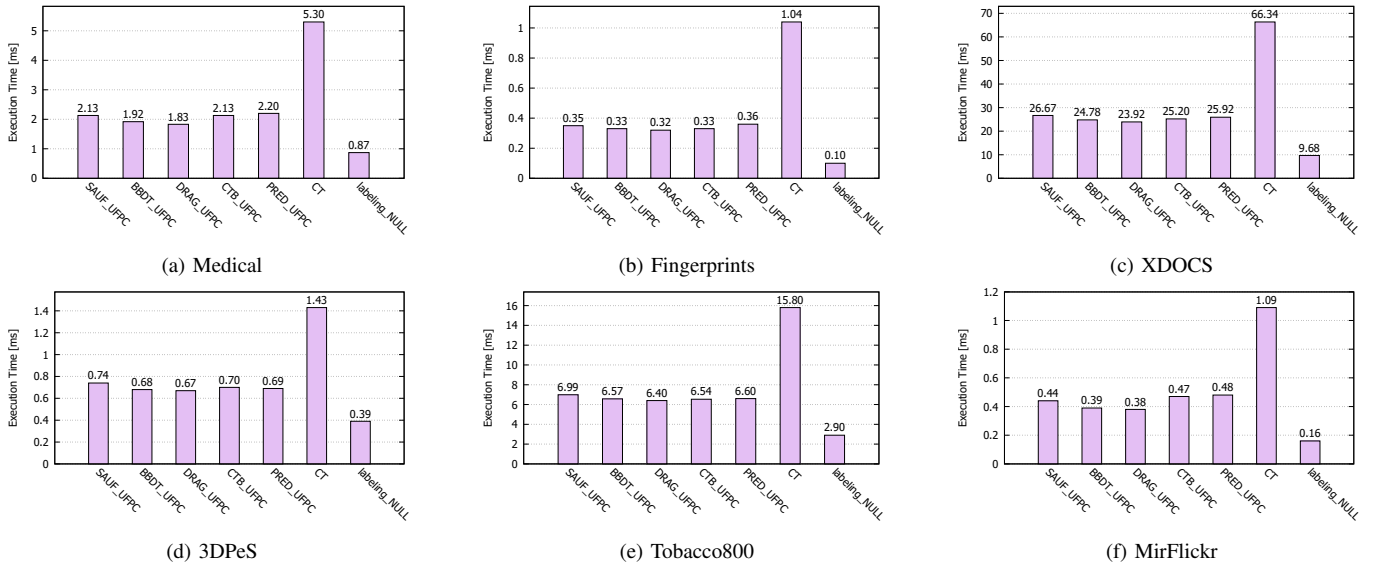 Execution Time [ms]
0
1
2
3
4
5
2.13
1.92
1.83
2.13
2.20
5.30
0.87
SAUF_UFPC
BBDT_UFPC
DRAG_UFPC
CTB_UFPC
PRED_UFPC
CT
labeling_NULL
(a) Medical
Execution Time [ms]
0
0.2
0.4
0.6
0.8
1
0.35
0.33
0.32
0.33
0.36
1.04
0.10
SAUF_UFPC
BBDT_UFPC
DRAG_UFPC
CTB_UFPC
PRED_UFPC
CT
labeling_NULL
(b) Fingerprints
Execution Time [ms]
0
10
20
30
40
50
60
70
26.67
24.78
23.92
25.20
25.92
66.34
9.68
SAUF_UFPC
BBDT_UFPC
DRAG_UFPC
CTB_UFPC
PRED_UFPC
CT
labeling_NULL
(c) XDOCS
Execution Time [ms]
0
0.2
0.4
0.6
0.8
1
1.2
1.4
0.74
0.68
0.67
0.70
0.69
1.43
0.39
SAUF_UFPC
BBDT_UFPC
DRAG_UFPC
CTB_UFPC
PRED_UFPC
CT
labeling_NULL
(d) 3DPeS
Execution Time [ms]
0
2
4
6
8
10
12
14
16
6.99
6.57
6.40
6.54
6.60
15.80
2.90
SAUF_UFPC
BBDT_UFPC
DRAG_UFPC
CTB_UFPC
PRED_UFPC
CT
labeling_NULL
(e) Tobacco800
Execution Time [ms]
0
0.2
0.4
0.6
0.8
1.0
1.2
0.44
0.39
0.38
0.47
0.48
1.09
0.16
SAUF_UFPC
BBDT_UFPC
DRAG_UFPC
CTB_UFPC
PRED_UFPC
CT
labeling_NULL
(f) MirFlickr